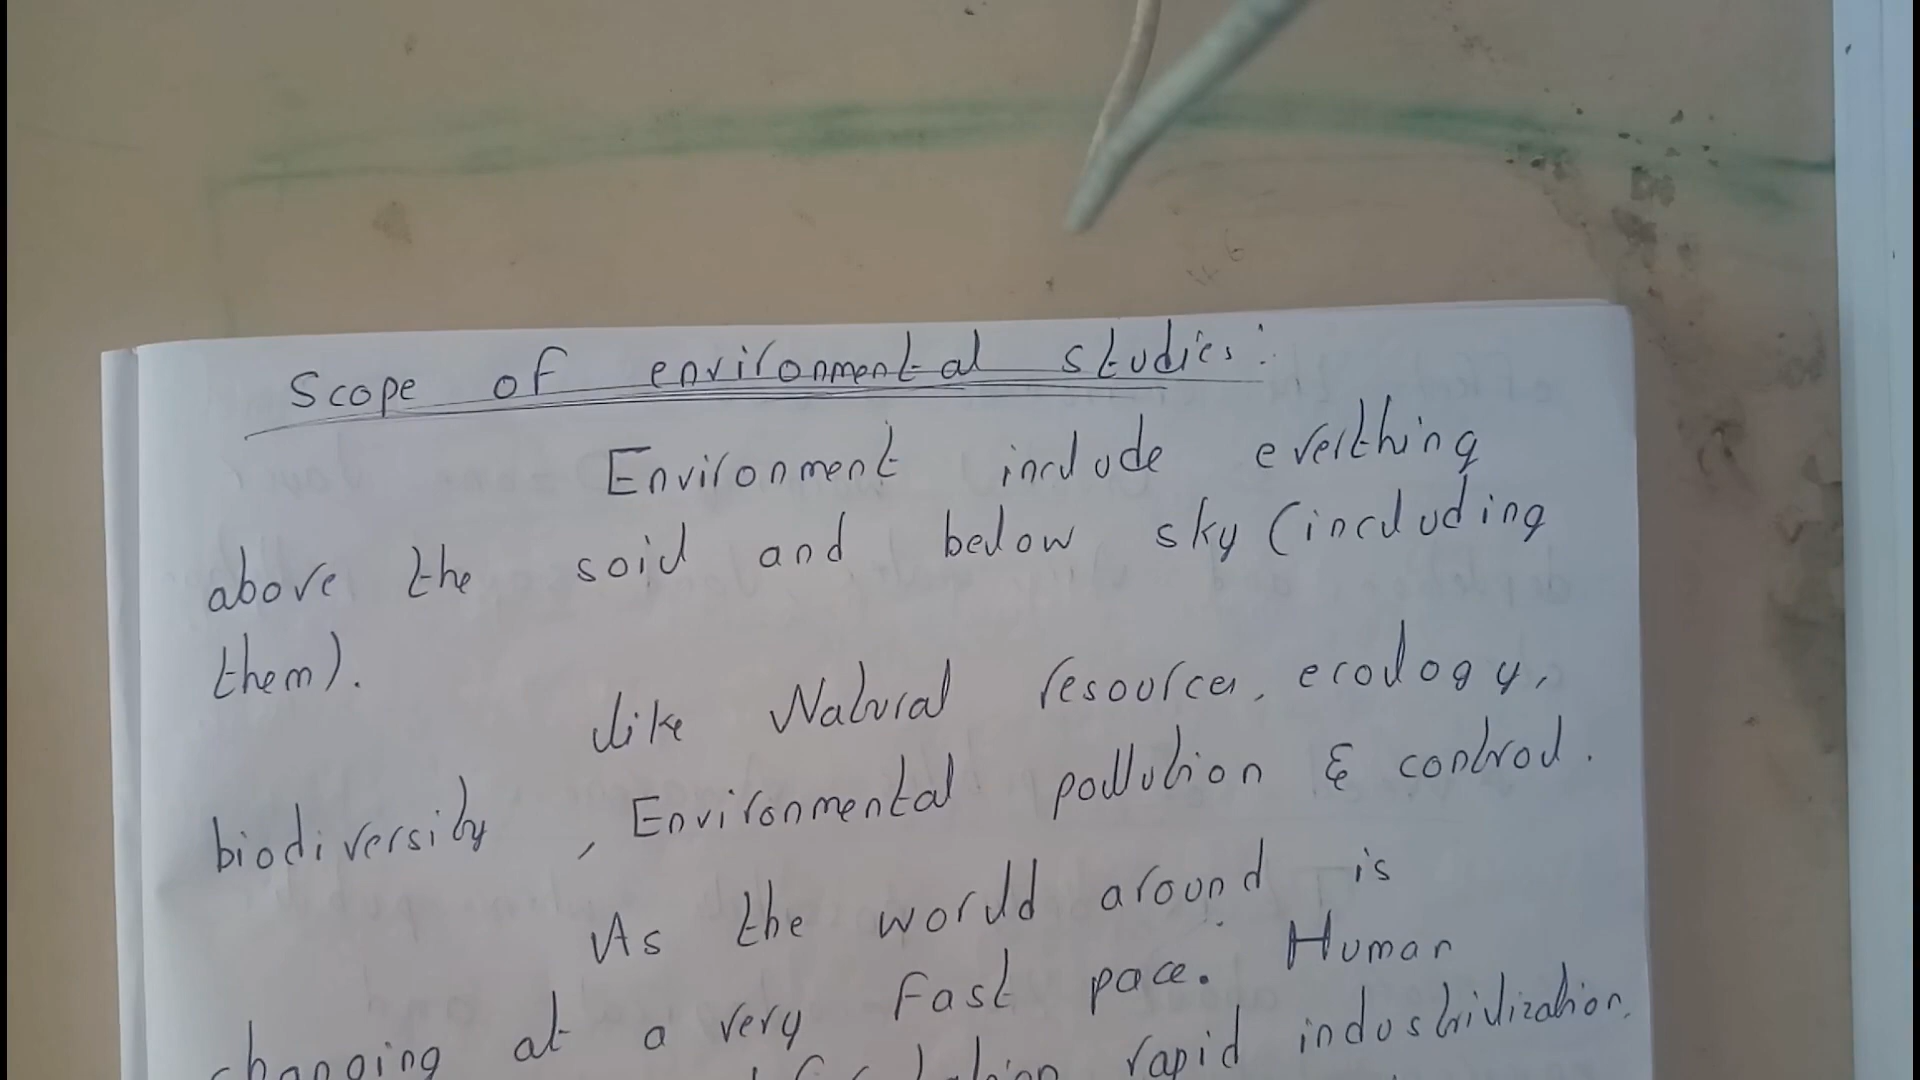 Scope of environmental studies:
Environment include everthing
above the soil and below sky (including
them).
like Natural resources, ecology,
biodiversity, Environmental pollution & control.
As the world around is
changing at a very fast pace. Human
rapid industrilization,